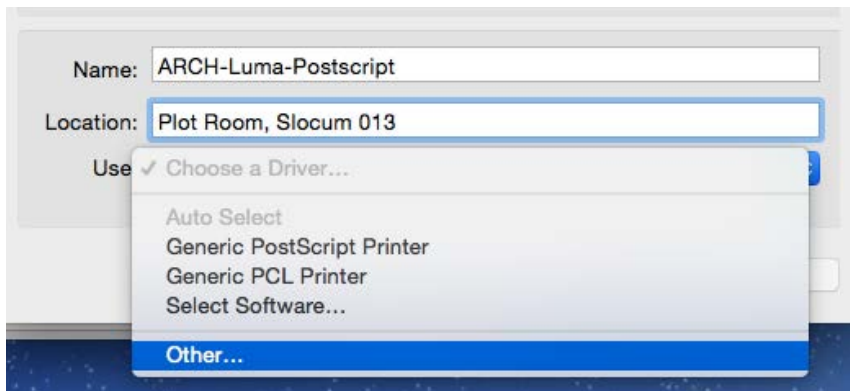 Name: ARCH-Luma-Postscript
Location: Plot Room, Slocum 013
Use ✓ Choose a Driver...
Auto Select
Generic PostScript Printer
Generic PCL Printer
Select Software...
Other...